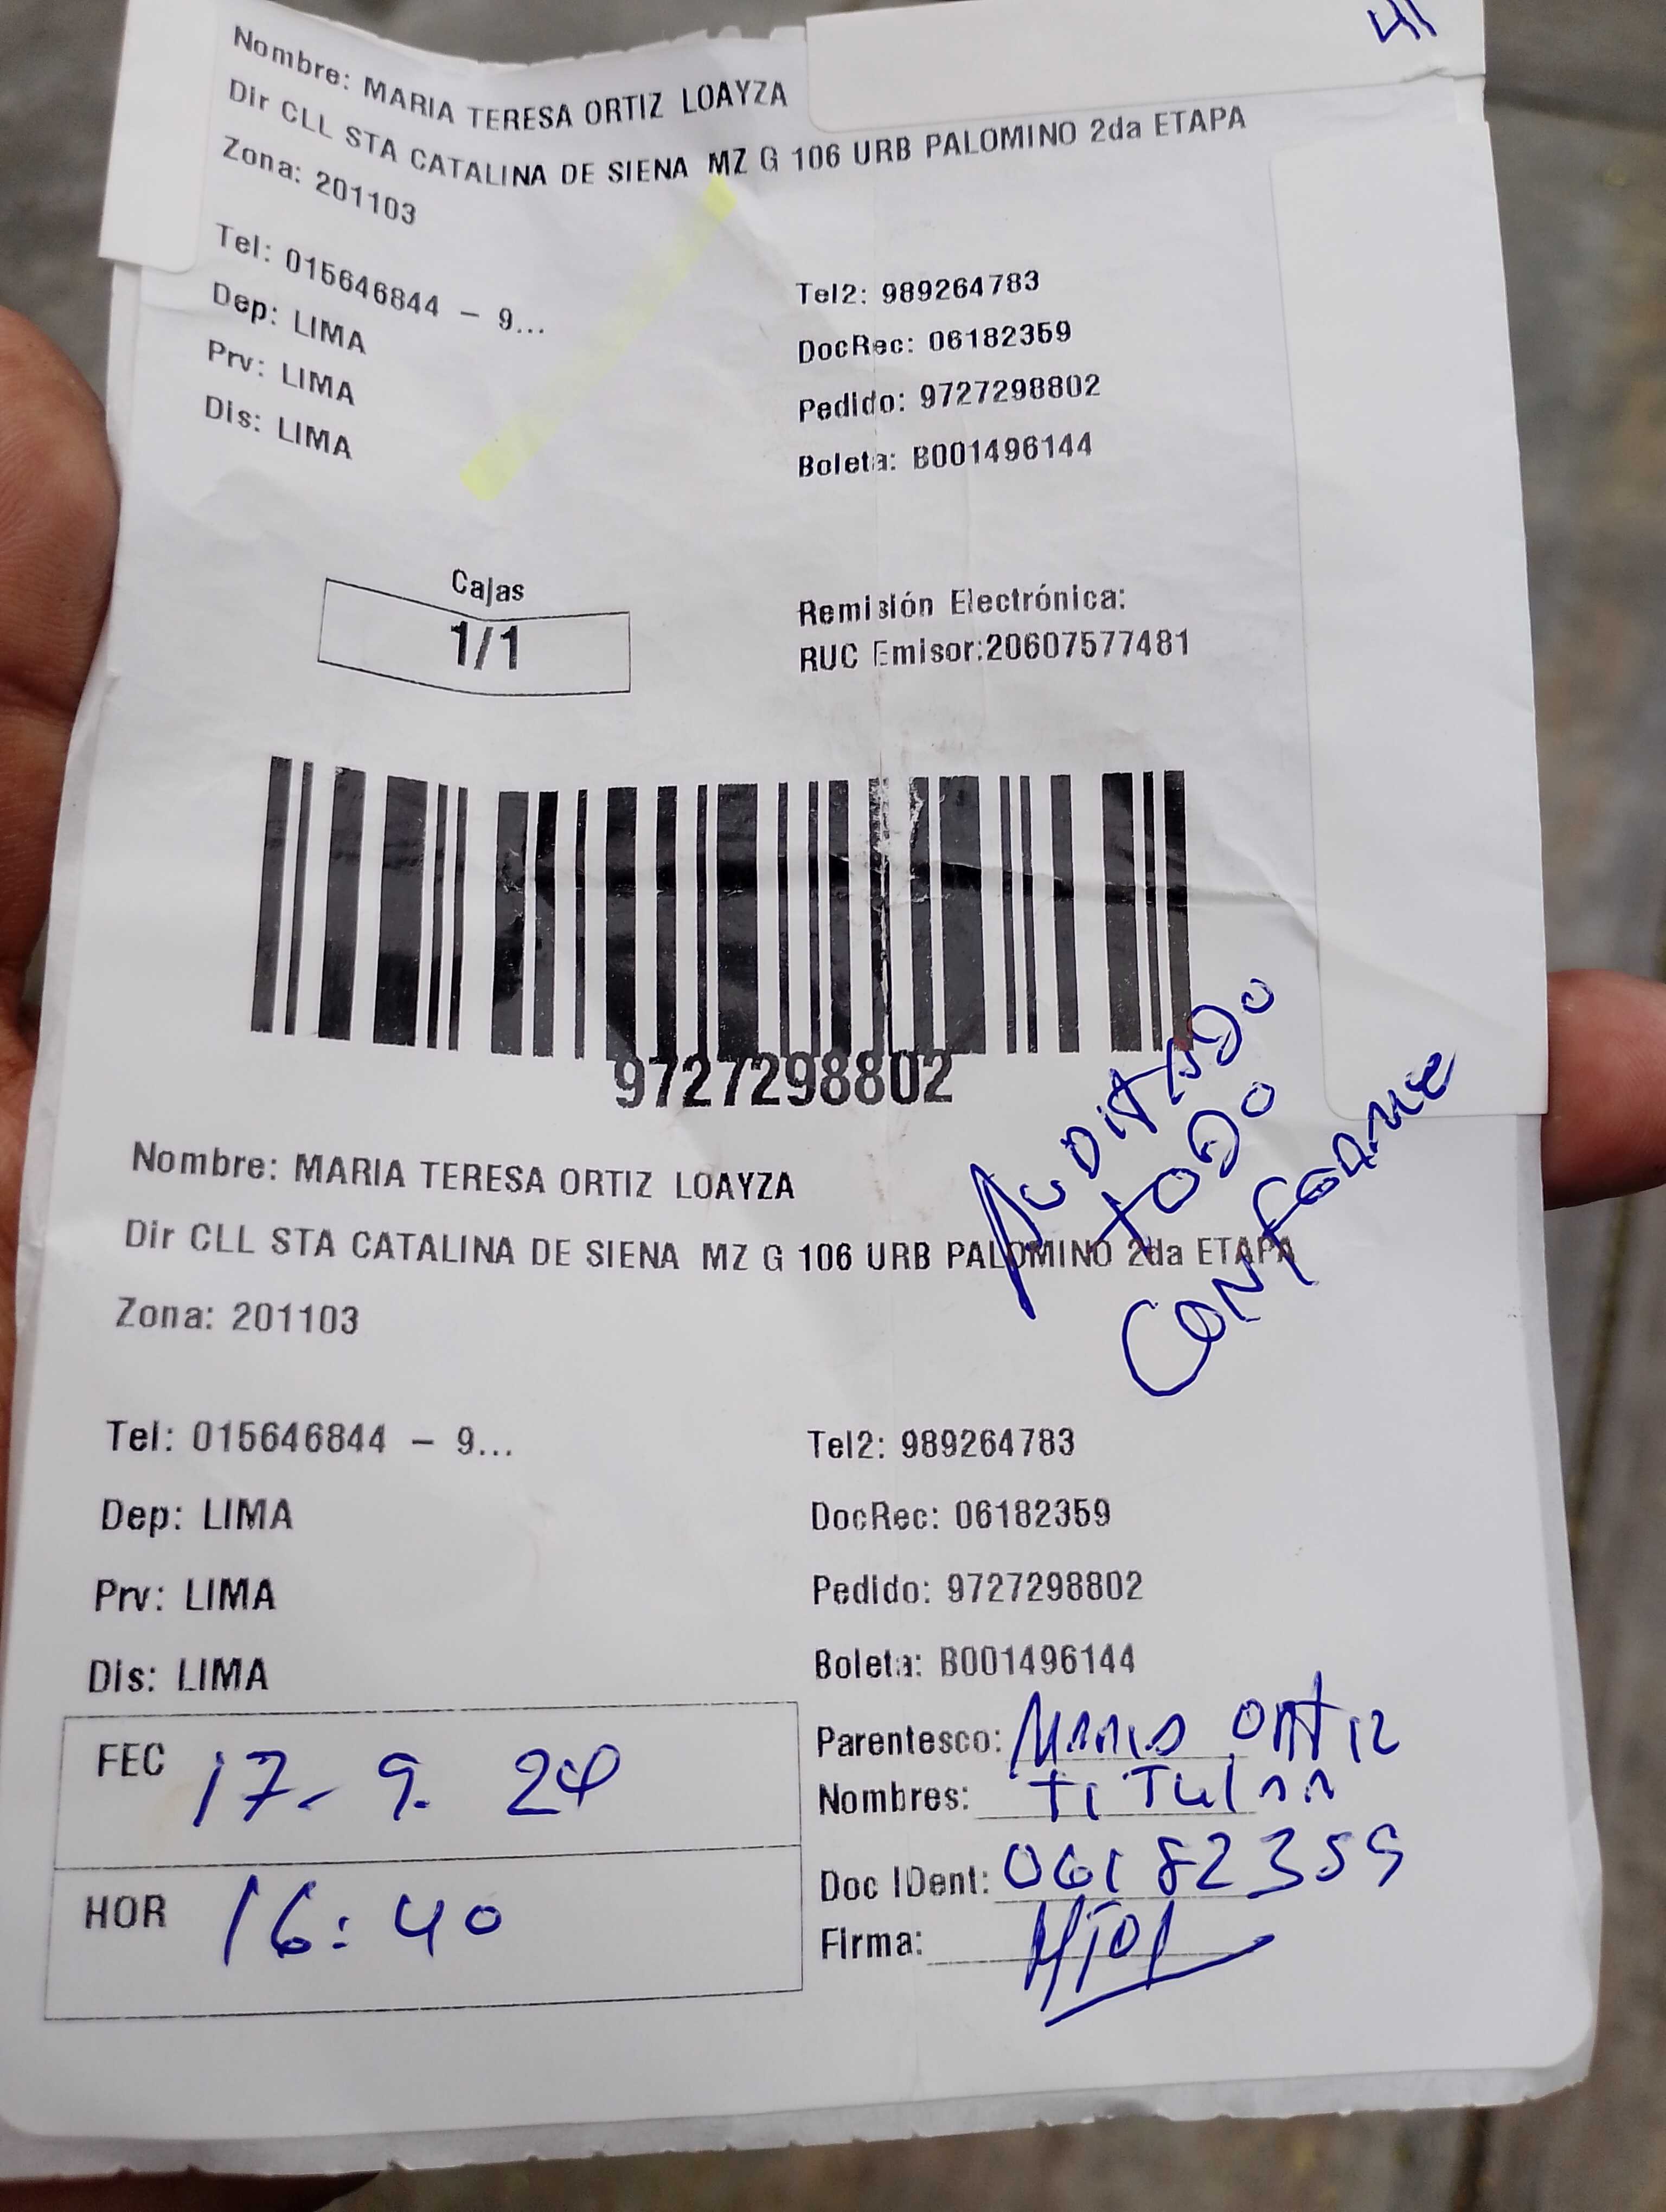 41
Nombre: MARIA TERESA ORTIZ LOAYZA
Dir CLL STA CATALINA DE SIENA MZ G 106 URB PALOMINO 2da ETAPA
Zona: 201103
Tel: 015646844 - 9...
Tel2: 989264783
Dep: LIMA
DocRec: 06182359
Prv: LIMA
Pedido: 9727298802
Dis: LIMA
Boleta: B001496144
Cajas
1/1
Remisión Electrónica:
RUC Emisor:20607577481
9727298802
AUDITADO
TODO
CONFORME
Nombre: MARIA TERESA ORTIZ LOAYZA
Dir CLL STA CATALINA DE SIENA MZ G 106 URB PALOMINO 2da ETAPA
Zona: 201103
Tel: 015646844 - 9...
Tel2: 989264783
Dep: LIMA
DocRec: 06182359
Prv: LIMA
Pedido: 9727298802
Dis: LIMA
Boleta: B001496144
FEC 17-9.24
Parentesco: Maria Ortiz
Nombres: Titular
HOR 16:40
Doc IDent: 06182359
Firma: